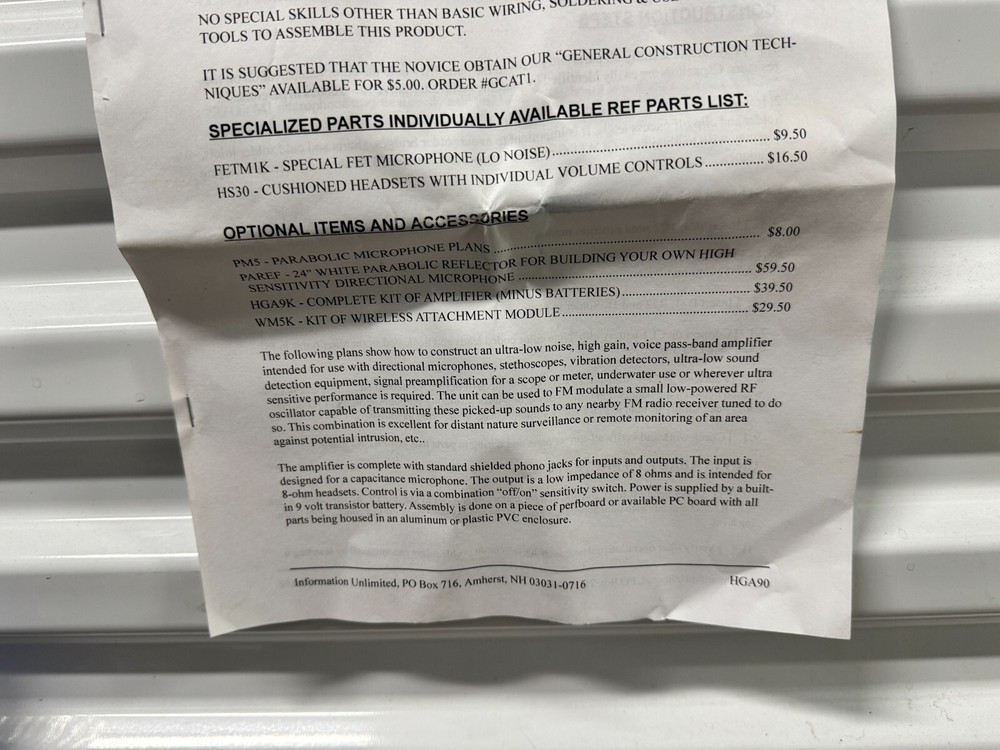 NO SPECIAL SKILLS OTHER THAN BASIC WIRING, SOLDERING &
TOOLS TO ASSEMBLE THIS PRODUCT.
IT IS SUGGESTED THAT THE NOVICE OBTAIN OUR “GENERAL CONSTRUCTION TECH-
NIQUES” AVAILABLE FOR $5.00. ORDER #GCAT1.
SPECIALIZED PARTS INDIVIDUALLY AVAILABLE REF PARTS LIST:
FETM1K - SPECIAL FET MICROPHONE (LO NOISE)............................................................ $9.50
HS30 - CUSHIONED HEADSETS WITH INDIVIDUAL VOLUME CONTROLS................ $16.50
OPTIONAL ITEMS AND ACCESSORIES
PM5 - PARABOLIC MICROPHONE PLANS ........................................................................ $8.00
PAREF - 24" WHITE PARABOLIC REFLECTOR FOR BUILDING YOUR OWN HIGH
SENSITIVITY DIRECTIONAL MICROPHONE ................................................................ $59.50
HGA9K - COMPLETE KIT OF AMPLIFIER (MINUS BATTERIES)................................... $39.50
WM5K - KIT OF WIRELESS ATTACHMENT MODULE.................................................... $29.50
The following plans show how to construct an ultra-low noise, high gain, voice pass-band amplifier
intended for use with directional microphones, stethoscopes, vibration detectors, ultra-low sound
detection equipment, signal preamplification for a scope or meter, underwater use or wherever ultra
sensitive performance is required. The unit can be used to FM modulate a small low-powered RF
oscillator capable of transmitting these picked-up sounds to any nearby FM radio receiver tuned to do
so. This combination is excellent for distant nature surveillance or remote monitoring of an area
against potential intrusion, etc..
The amplifier is complete with standard shielded phono jacks for inputs and outputs. The input is
designed for a capacitance microphone. The output is a low impedance of 8 ohms and is intended for
8-ohm headsets. Control is via a combination “off/on” sensitivity switch. Power is supplied by a built-
in 9 volt transistor battery. Assembly is done on a piece of perfboard or available PC board with all
parts being housed in an aluminum or plastic PVC enclosure.
Information Unlimited, PO Box 716, Amherst, NH 03031-0716 HGA90